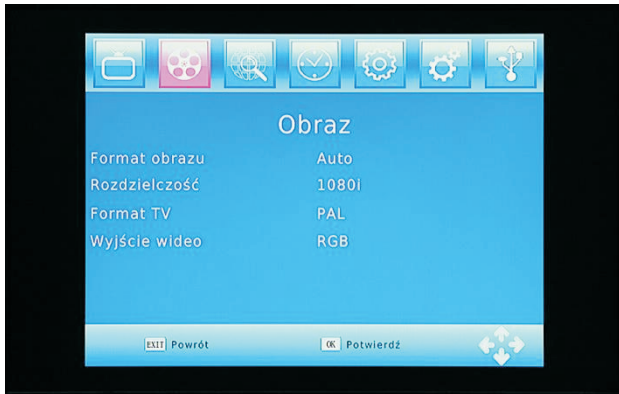 Obraz
Format obrazu Auto
Rozdzielczość 1080i
Format TV PAL
Wyjście wideo RGB
EXIT Powrót OK Potwierdź